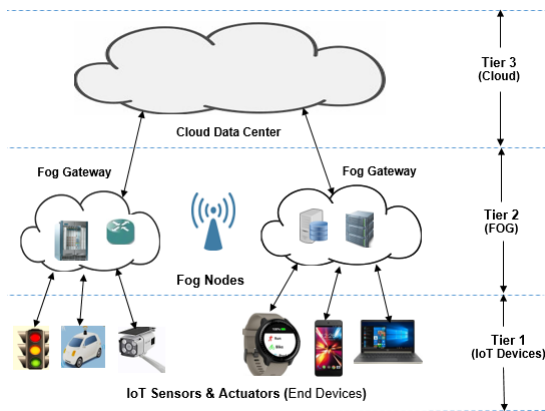 Tier 3
(Cloud)
Cloud Data Center
Fog Gateway
Fog Gateway
Tier 2
(FOG)
Fog Nodes
Tier 1
(IoT Devices)
IoT Sensors & Actuators (End Devices)